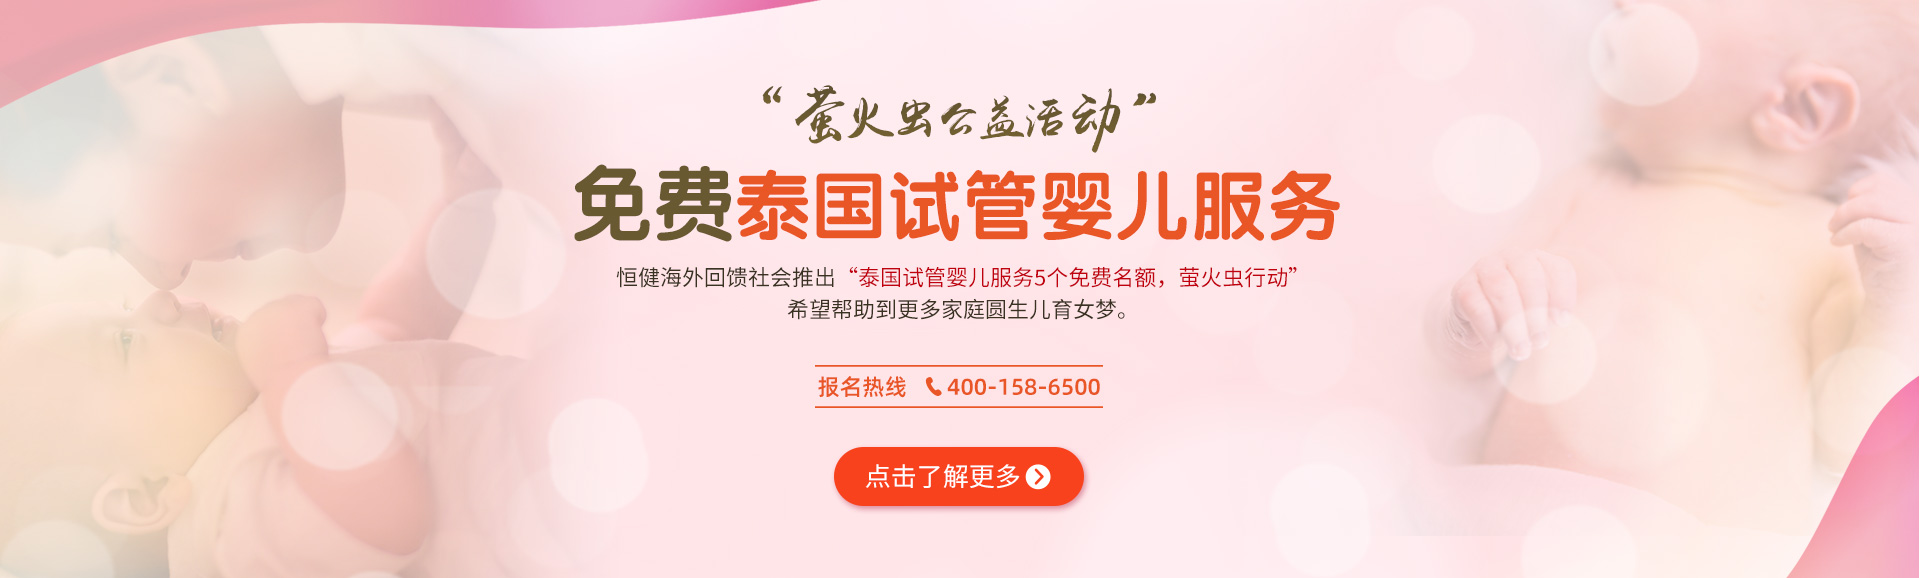 “萤火虫公益活动”
免费泰国试管婴儿服务
恒健海外回馈社会推出“泰国试管婴儿服务5个免费名额，萤火虫行动”
希望帮助到更多家庭圆生儿育女梦。
报名热线 400-158-6500
点击了解更多